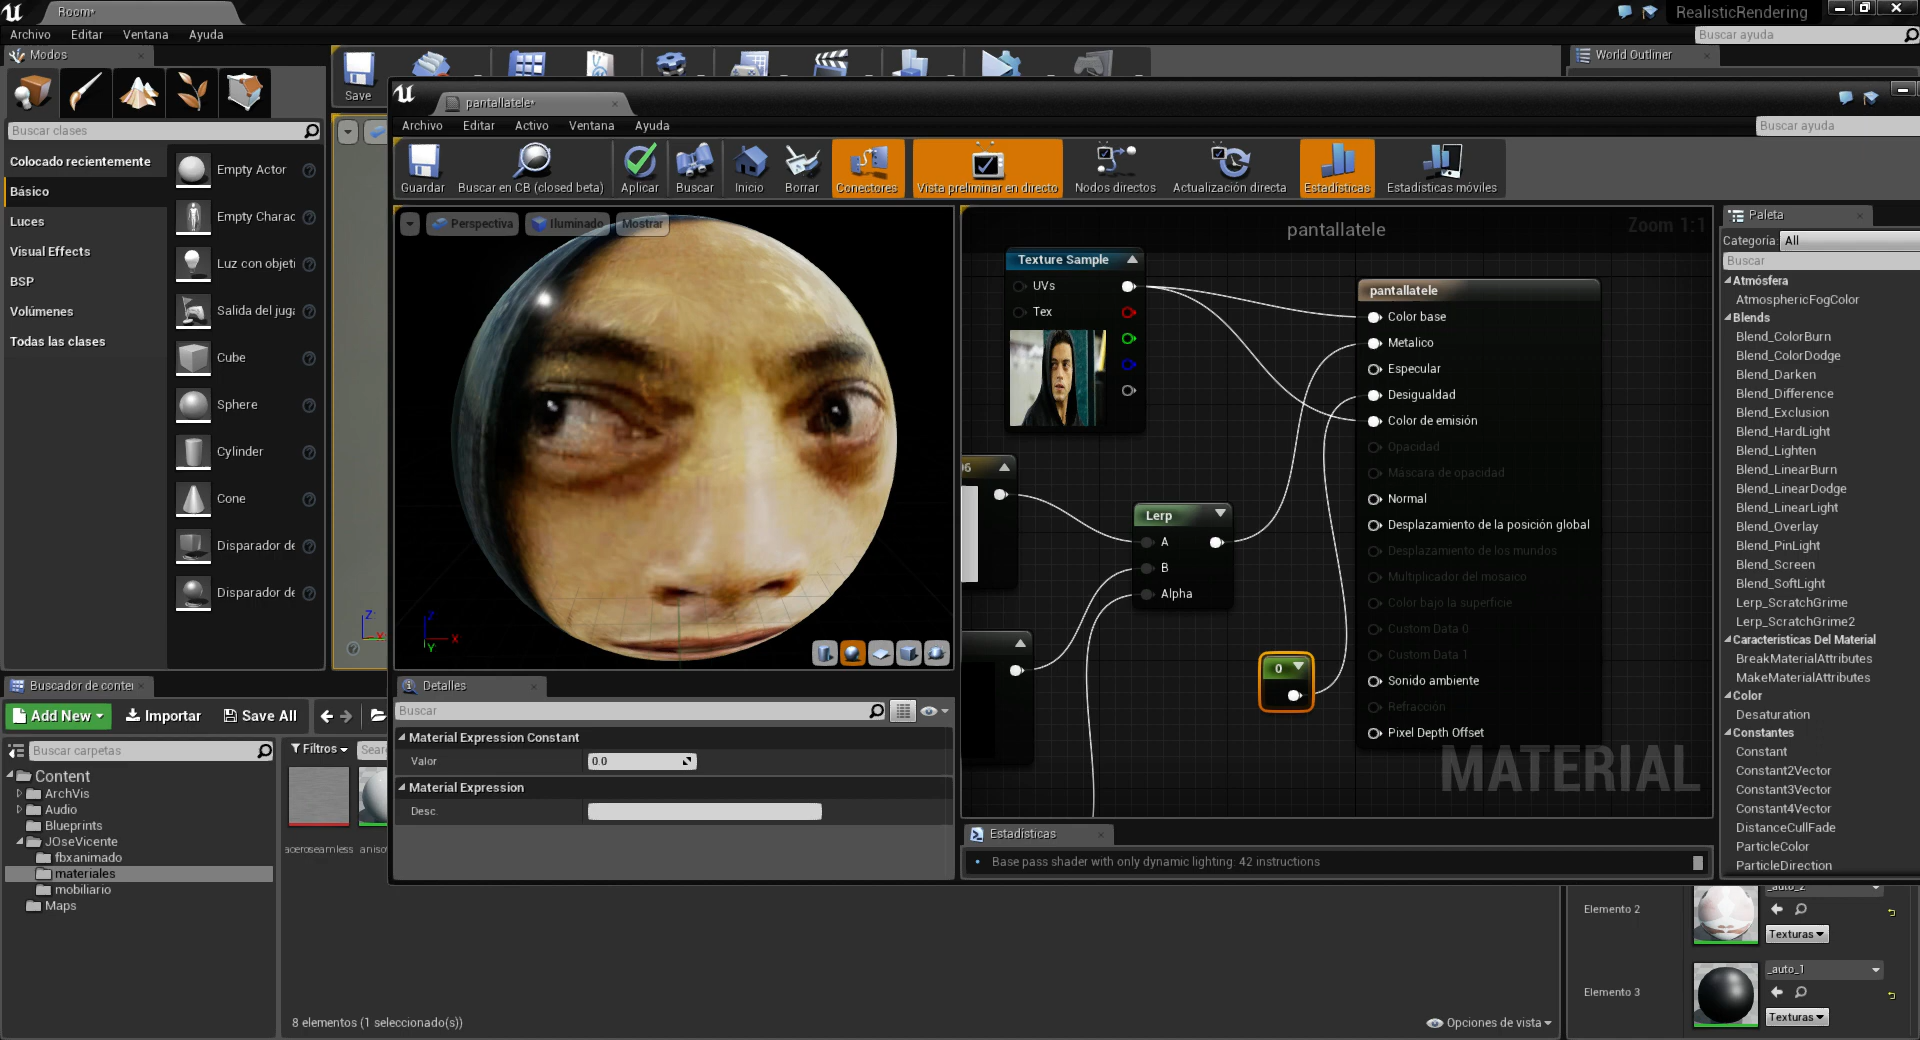 Room*
RealisticRendering
Archivo Editar Ventana Ayuda
Buscar ayuda
Modos
World Outliner
Save
pantallatele*
Archivo Editar Activo Ventana Ayuda
Buscar ayuda
Buscar clases
Guardar
Buscar en CB (closed beta)
Aplicar
Buscar
Inicio
Borrar
Conectores
Vista preliminar en directo
Nodos directos
Actualización directa
Estadísticas
Estadísticas móviles
Colocado recientemente
Básico
Luces
Visual Effects
BSP
Volúmenes
Todas las clases
Empty Actor
Empty Charac
Luz con objeti
Salida del juga
Cube
Sphere
Cylinder
Cone
Disparador de
Disparador de
Perspectiva
Iluminado
Mostrar
Z
X
Z
X
Y
pantallatele
Zoom 1:1
Texture Sample
UVs
Tex
pantallatele
Color base
Metalico
Especular
Desigualdad
Color de emisión
Opacidad
Máscara de opacidad
Normal
Desplazamiento de la posición global
Desplazamiento de los mundos
Multiplicador del mosaico
Color bajo la superficie
Custom Data 0
Custom Data 1
Sonido ambiente
Refracción
Pixel Depth Offset
Lerp
A
B
Alpha
0
MATERIAL
Paleta
Categoria All
Buscar
Atmósfera
AtmosphericFogColor
Blends
Blend_ColorBurn
Blend_ColorDodge
Blend_Darken
Blend_Difference
Blend_Exclusion
Blend_HardLight
Blend_Lighten
Blend_LinearBurn
Blend_LinearDodge
Blend_LinearLight
Blend_Overlay
Blend_PinLight
Blend_Screen
Blend_SoftLight
Lerp_ScratchGrime
Lerp_ScratchGrime2
Caracteristicas Del Material
BreakMaterialAttributes
MakeMaterialAttributes
Color
Desaturation
Constantes
Constant
Constant2Vector
Constant3Vector
Constant4Vector
DistanceCullFade
ParticleColor
ParticleDirection
Detalles
Buscar
Material Expression Constant
Valor 0.0
Material Expression
Desc.
Estadísticas
Base pass shader with only dynamic lighting: 42 instructions
Buscador de conter
Add New
Importar
Save All
Buscar carpetas
Filtros
Sear
Content
ArchVis
Audio
Blueprints
JOseVicente
fbxanimado
materiales
mobiliario
Maps
aceroseamless
aniso
8 elementos (1 seleccionado(s))
Opciones de vista
_auto_2
Elemento 2
Texturas
_auto_1
Elemento 3
Texturas